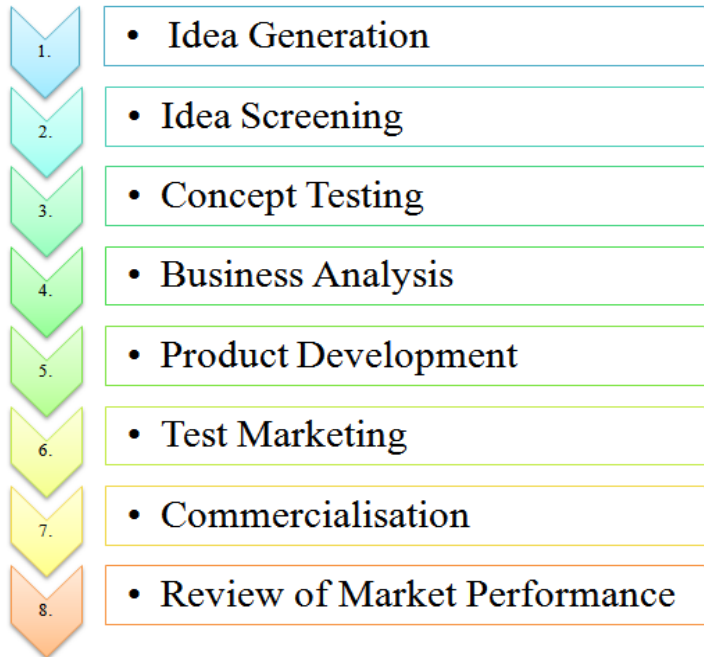 1. • Idea Generation
2. • Idea Screening
3. • Concept Testing
4. • Business Analysis
5. • Product Development
6. • Test Marketing
7. • Commercialisation
8. • Review of Market Performance